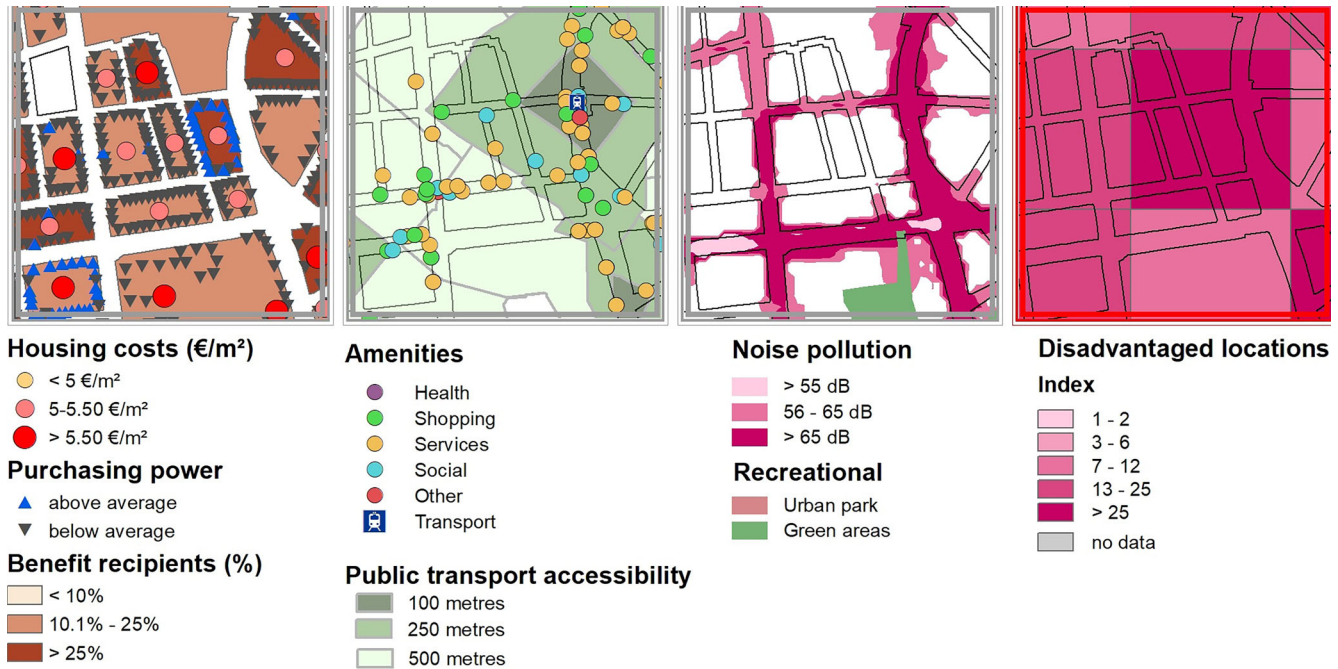 Housing costs (€/m²)
< 5 €/m²
5-5.50 €/m²
> 5.50 €/m²
Purchasing power
above average
below average
Benefit recipients (%)
< 10%
10.1% - 25%
> 25%
Amenities
Health
Shopping
Services
Social
Other
Transport
Public transport accessibility
100 metres
250 metres
500 metres
Noise pollution
> 55 dB
56 - 65 dB
> 65 dB
Recreational
Urban park
Green areas
Disadvantaged locations
Index
1 - 2
3 - 6
7 - 12
13 - 25
> 25
no data